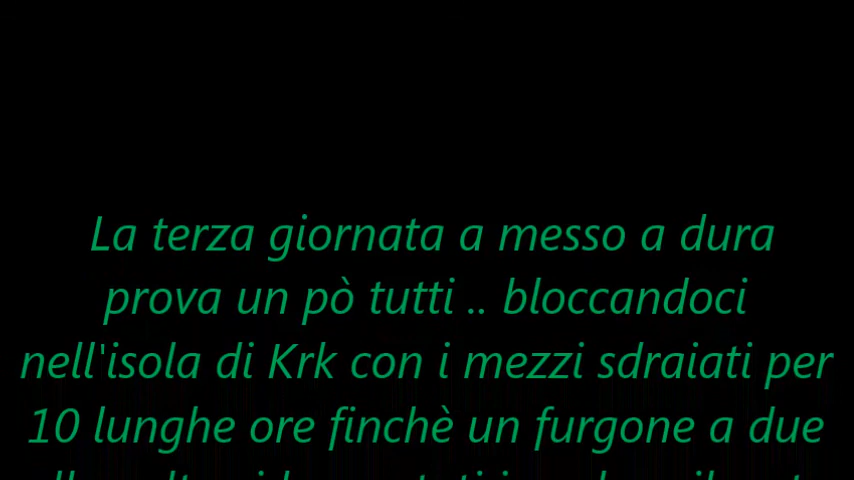 La terza giornata a messo a dura
prova un pò tutti .. bloccandoci
nell'isola di Krk con i mezzi sdraiati per
10 lunghe ore finchè un furgone a due